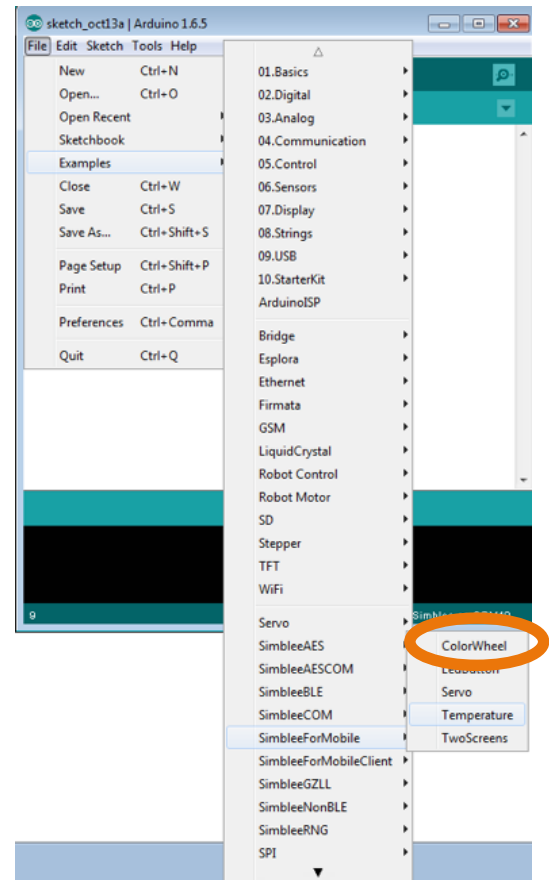 sketch_oct13a | Arduino 1.6.5
File Edit Sketch Tools Help
New Ctrl+N
Open... Ctrl+O
Open Recent
Sketchbook
Examples
Close Ctrl+W
Save Ctrl+S
Save As... Ctrl+Shift+S
Page Setup Ctrl+Shift+P
Print Ctrl+P
Preferences Ctrl+Comma
Quit Ctrl+Q
01.Basics
02.Digital
03.Analog
04.Communication
05.Control
06.Sensors
07.Display
08.Strings
09.USB
10.StarterKit
ArduinoISP
Bridge
Esplora
Ethernet
Firmata
GSM
LiquidCrystal
Robot Control
Robot Motor
SD
Stepper
TFT
WiFi
Servo
SimbleeAES
SimbleeAESCOM
SimbleeBLE
SimbleeCOM
SimbleeForMobile
SimbleeForMobileClient
SimbleeGZLL
SimbleeNonBLE
SimbleeRNG
SPI
ColorWheel
LedButton
Servo
Temperature
TwoScreens
9